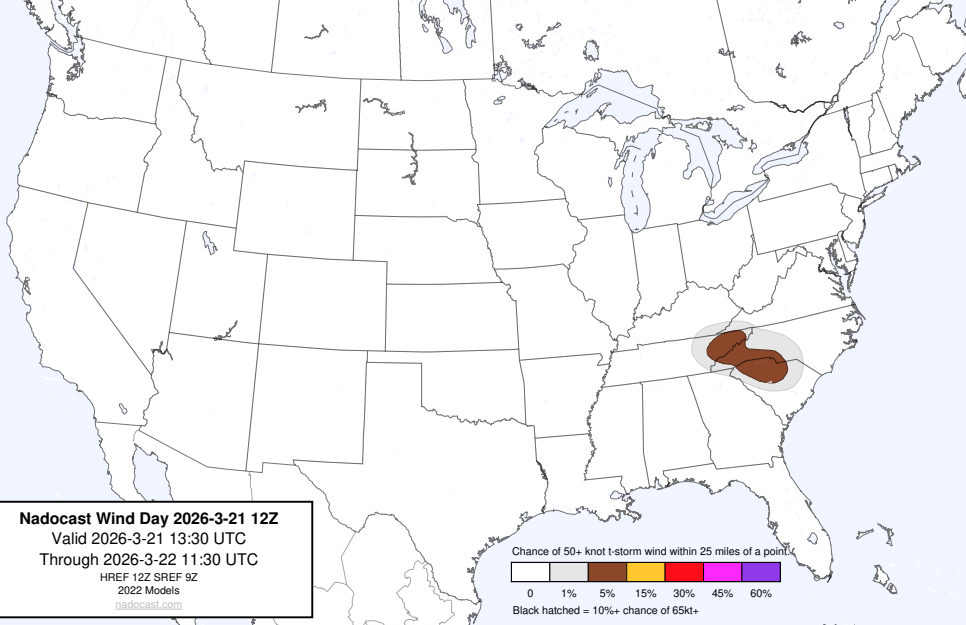 Nadocast Wind Day 2026-3-21 12Z
Valid 2026-3-21 13:30 UTC
Through 2026-3-22 11:30 UTC
HREF 12Z SREF 9Z
2022 Models
nadocast.com
Chance of 50+ knot t-storm wind within 25 miles of a point.
0 1% 5% 15% 30% 45% 60%
Black hatched = 10%+ chance of 65kt+